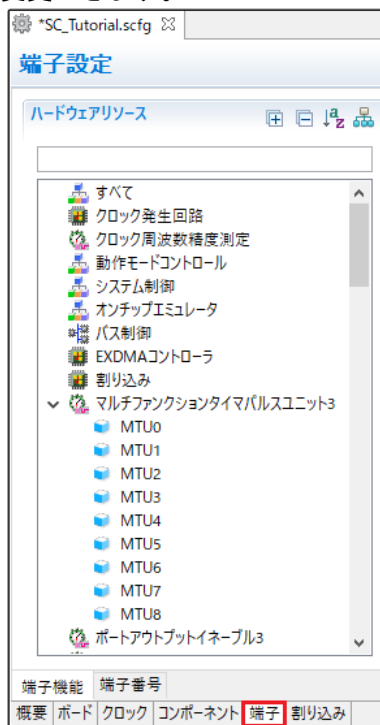 *SC_Tutorial.scfg
端子設定
ハードウェアリソース
すべて
クロック発生回路
クロック周波数精度測定
動作モードコントロール
システム制御
オンチップエミュレータ
バス制御
EXDMAコントローラ
割り込み
マルチファンクションタイマパルスユニット3
MTU0
MTU1
MTU2
MTU3
MTU4
MTU5
MTU6
MTU7
MTU8
ポートアウトプットイネーブル3
端子機能 端子番号
概要 ボード クロック コンポーネント 端子 割り込み